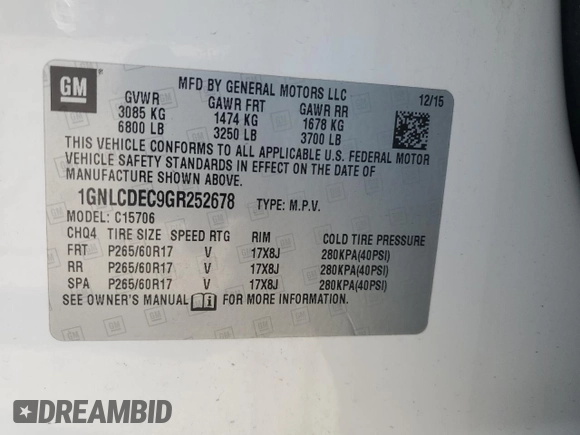 GM
MFD BY GENERAL MOTORS LLC
12/15
GVWR GAWR FRT GAWR RR
3085 KG 1474 KG 1678 KG
6800 LB 3250 LB 3700 LB
THIS VEHICLE CONFORMS TO ALL APPLICABLE U.S. FEDERAL MOTOR
VEHICLE SAFETY STANDARDS IN EFFECT ON THE DATE OF
MANUFACTURE SHOWN ABOVE.
1GNLCDEC9GR252678 TYPE: M.P.V.
MODEL: C15706
CHQ4 TIRE SIZE SPEED RTG RIM COLD TIRE PRESSURE
FRT P265/60R17 V 17X8J 280KPA(40PSI)
RR P265/60R17 V 17X8J 280KPA(40PSI)
SPA P265/60R17 V 17X8J 280KPA(40PSI)
SEE OWNER'S MANUAL FOR MORE INFORMATION.
DREAMBID